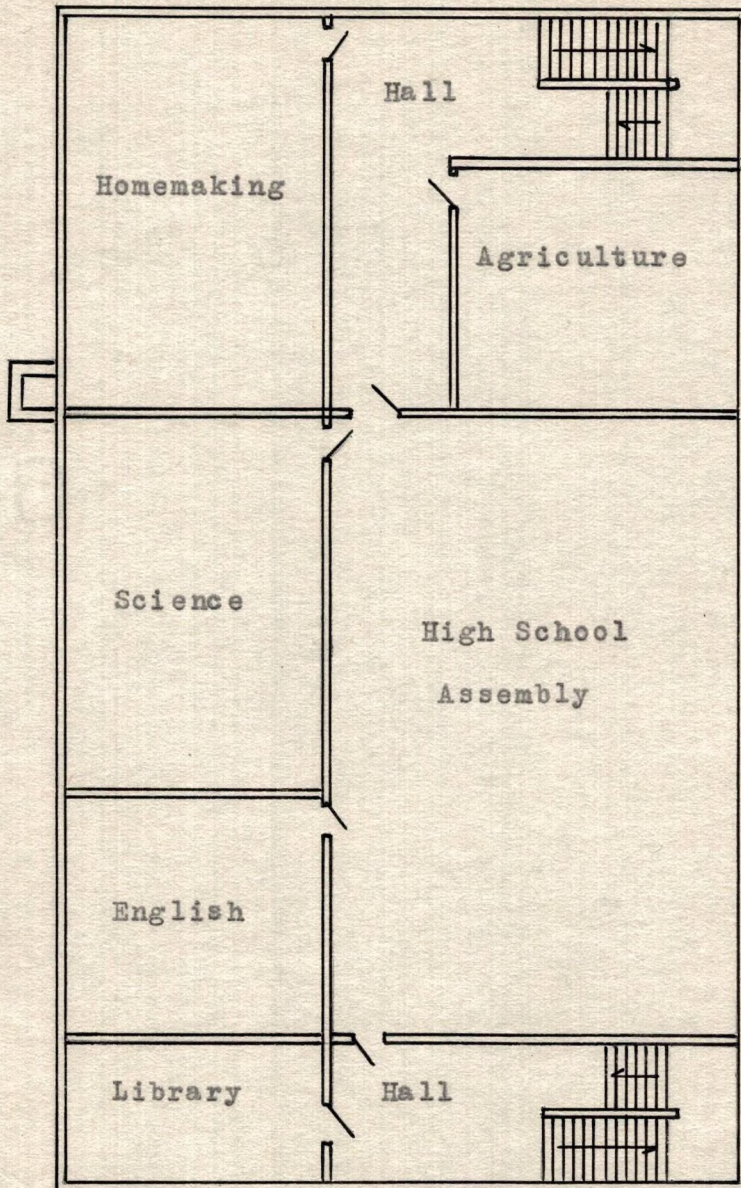 Hall
Homemaking
Agriculture
Science
High School
Assembly
English
Library
Hall